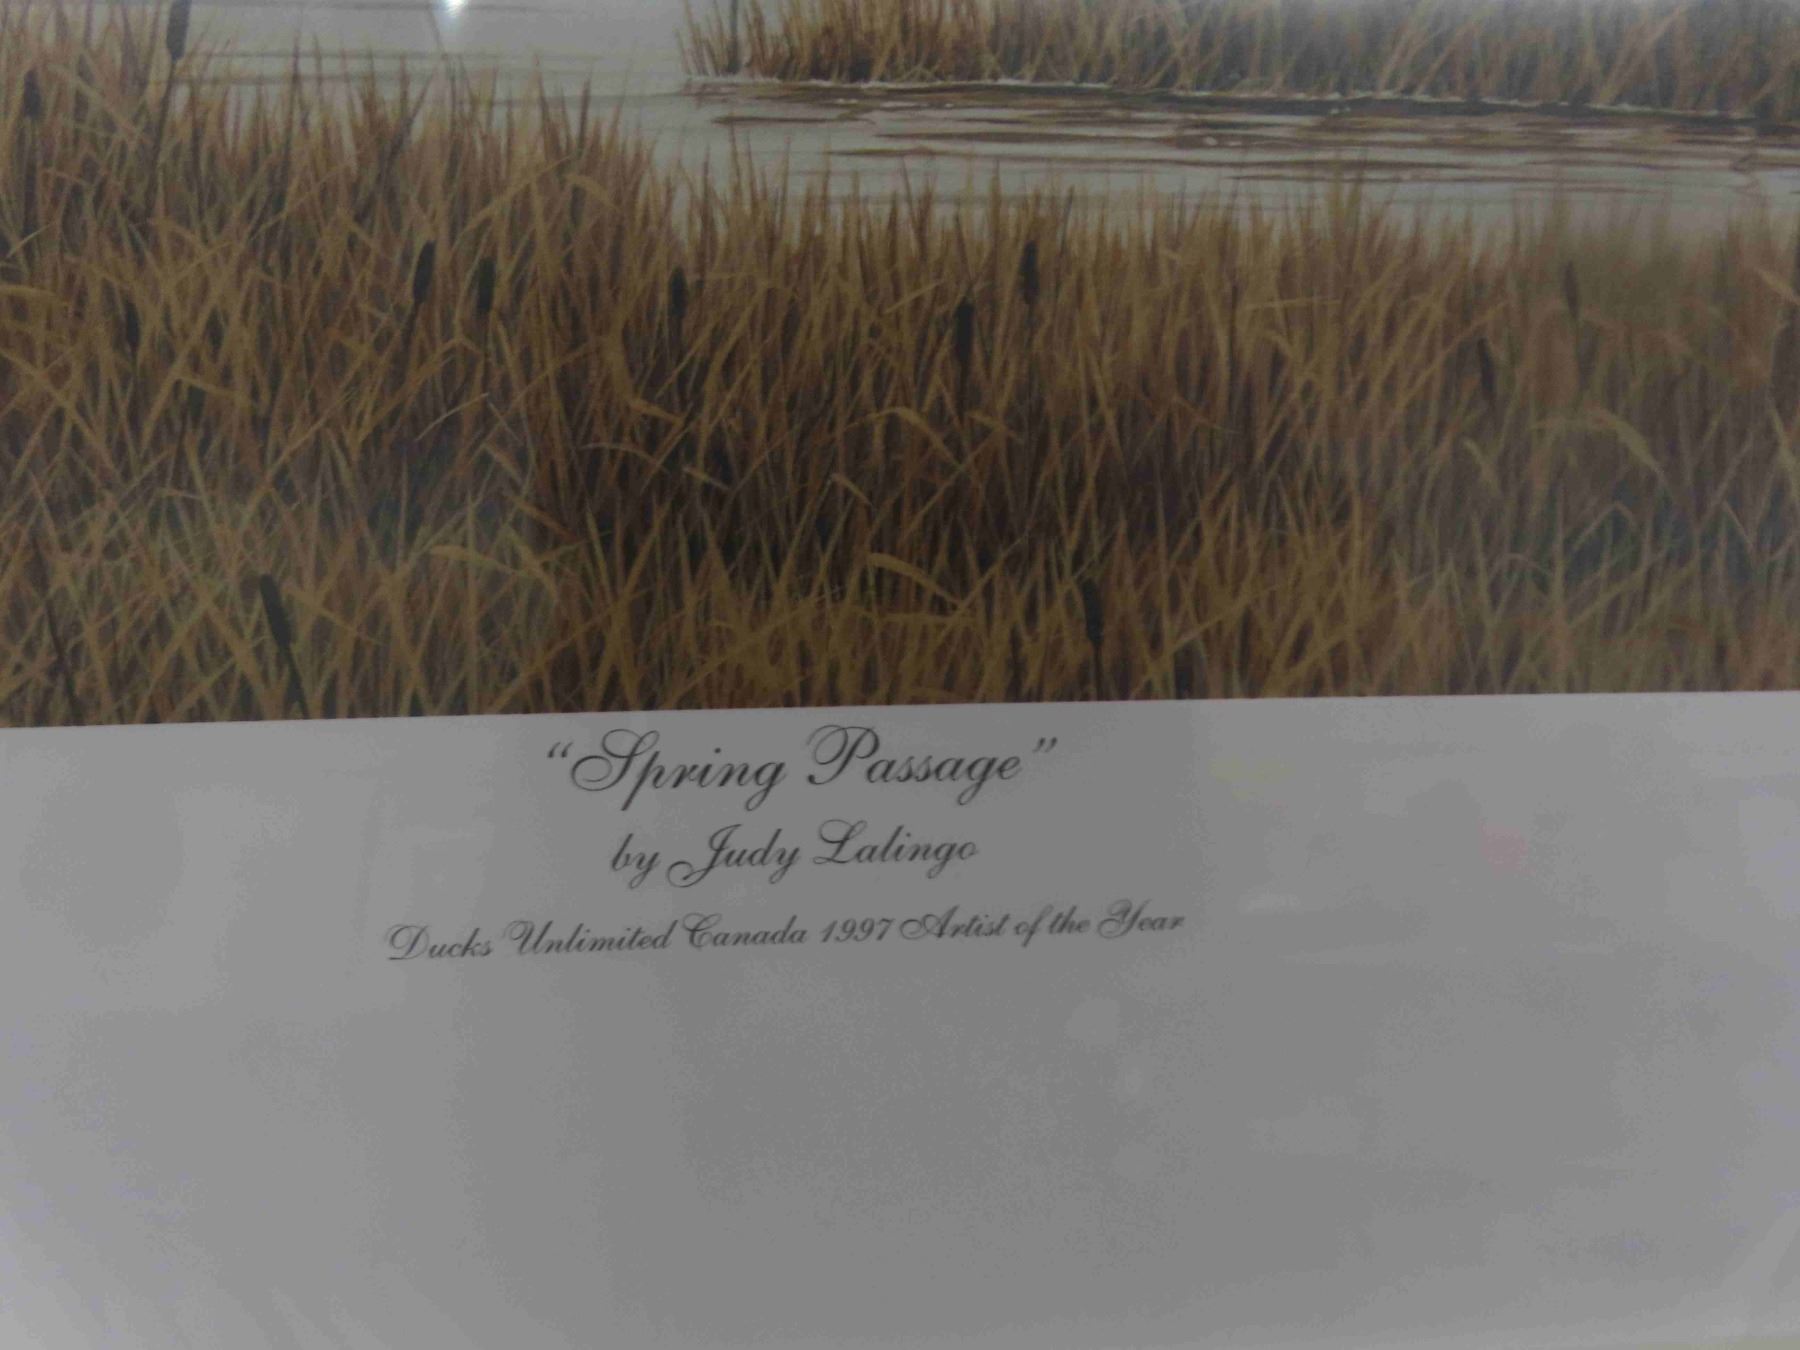 “Spring Passage”
by Judy Lalingo
Ducks Unlimited Canada 1997 Artist of the Year